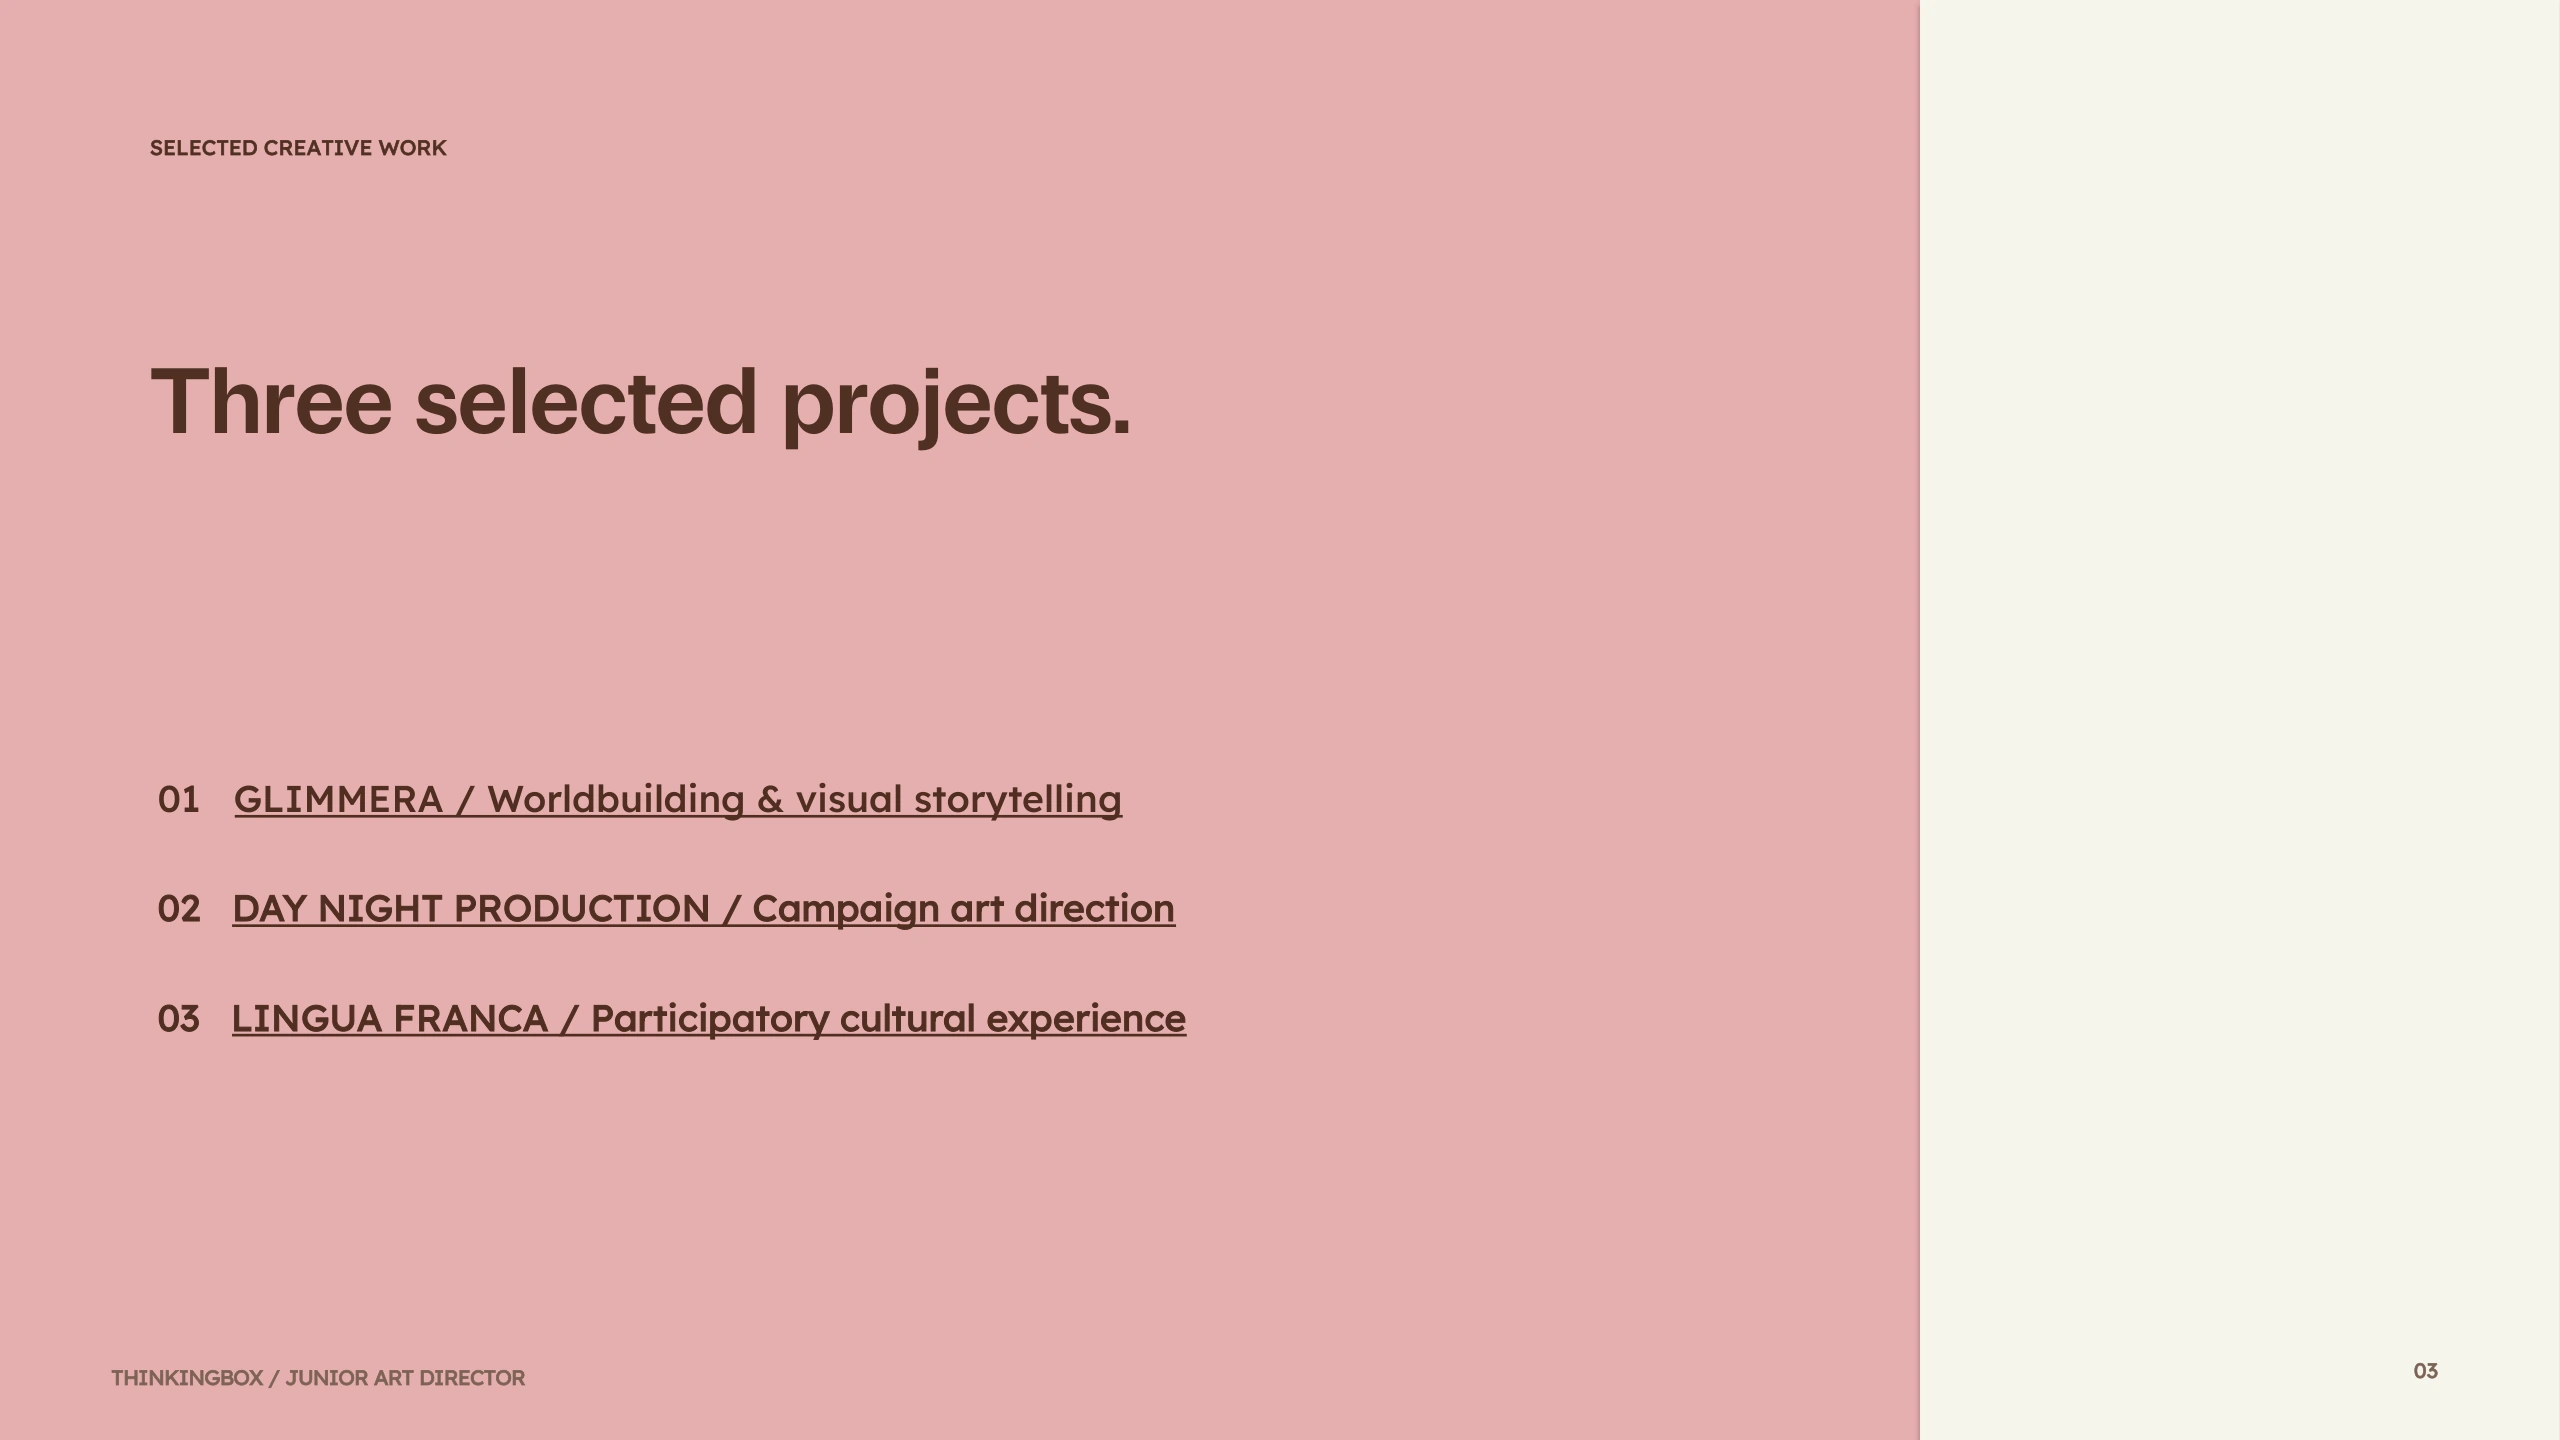 SELECTED CREATIVE WORK
Three selected projects.
01 GLIMMERA / Worldbuilding & visual storytelling
02 DAY NIGHT PRODUCTION / Campaign art direction
03 LINGUA FRANCA / Participatory cultural experience
THINKINGBOX / JUNIOR ART DIRECTOR
03